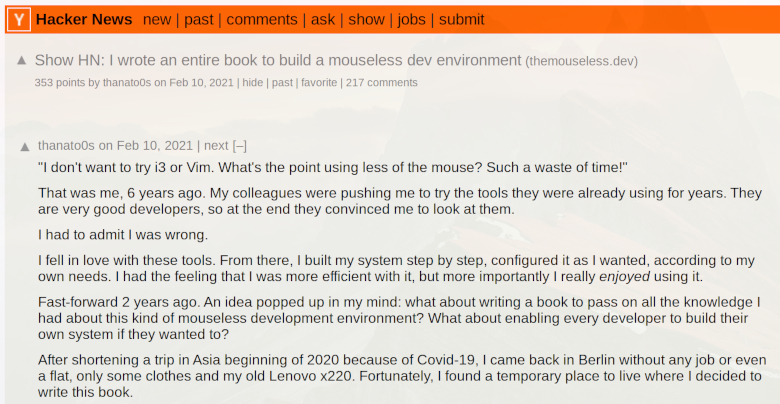 Y Hacker News new | past | comments | ask | show | jobs | submit
▲ Show HN: I wrote an entire book to build a mouseless dev environment (themouseless.dev)
353 points by thanato0s on Feb 10, 2021 | hide | past | favorite | 217 comments
▲ thanato0s on Feb 10, 2021 | next [–]
"I don't want to try i3 or Vim. What's the point using less of the mouse? Such a waste of time!"
That was me, 6 years ago. My colleagues were pushing me to try the tools they were already using for years. They
are very good developers, so at the end they convinced me to look at them.
I had to admit I was wrong.
I fell in love with these tools. From there, I built my system step by step, configured it as I wanted, according to my
own needs. I had the feeling that I was more efficient with it, but more importantly I really enjoyed using it.
Fast-forward 2 years ago. An idea popped up in my mind: what about writing a book to pass on all the knowledge I
had about this kind of mouseless development environment? What about enabling every developer to build their
own system if they wanted to?
After shortening a trip in Asia beginning of 2020 because of Covid-19, I came back in Berlin without any job or even
a flat, only some clothes and my old Lenovo x220. Fortunately, I found a temporary place to live where I decided to
write this book.